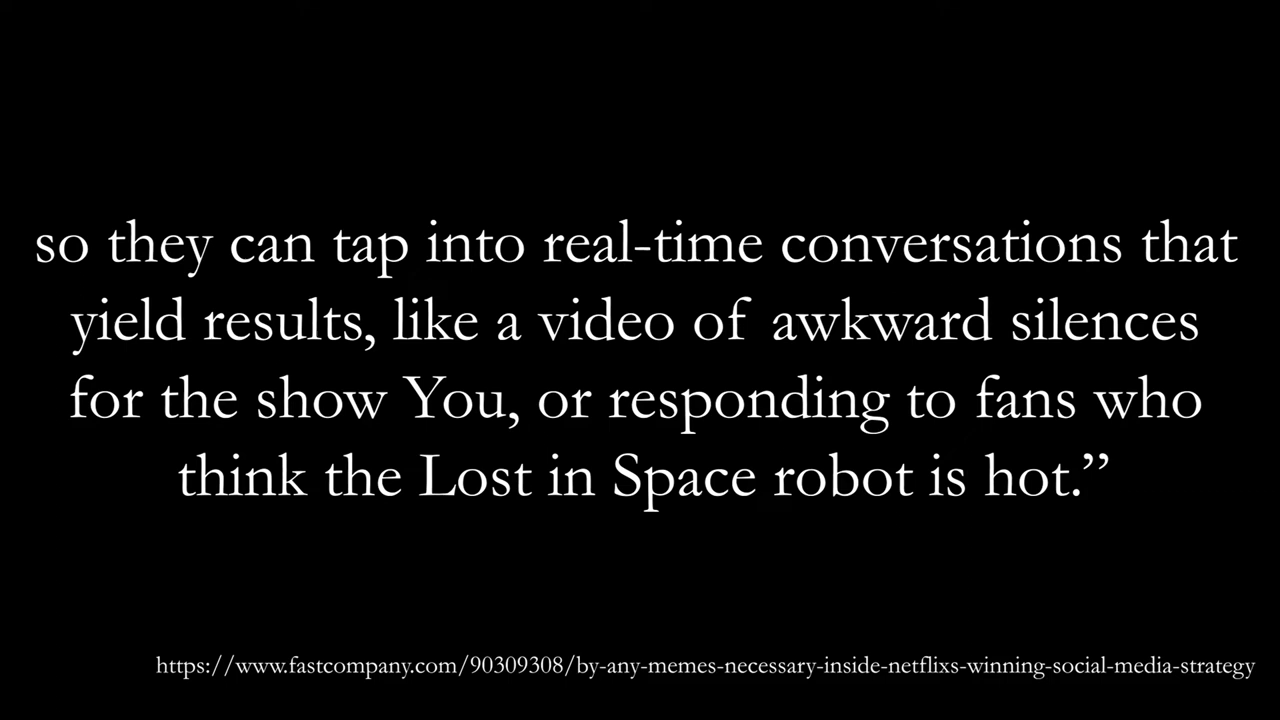 so they can tap into real-time conversations that
yield results, like a video of awkward silences
for the show You, or responding to fans who
think the Lost in Space robot is hot.”
https://www.fastcompany.com/90309308/by-any-memes-necessary-inside-netflixs-winning-social-media-strategy